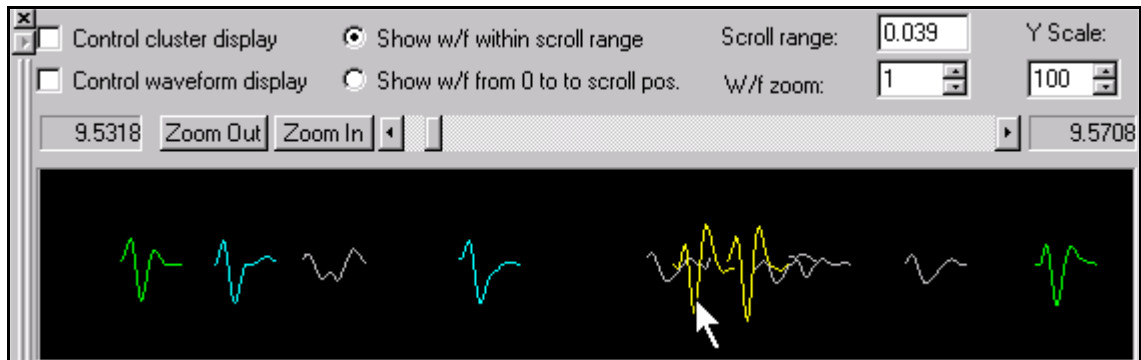 Control cluster display Show w/f within scroll range Scroll range: 0.039 Y Scale:
Control waveform display Show w/f from 0 to to scroll pos. W/f zoom: 1 100
9.5318 Zoom Out Zoom In 9.5708